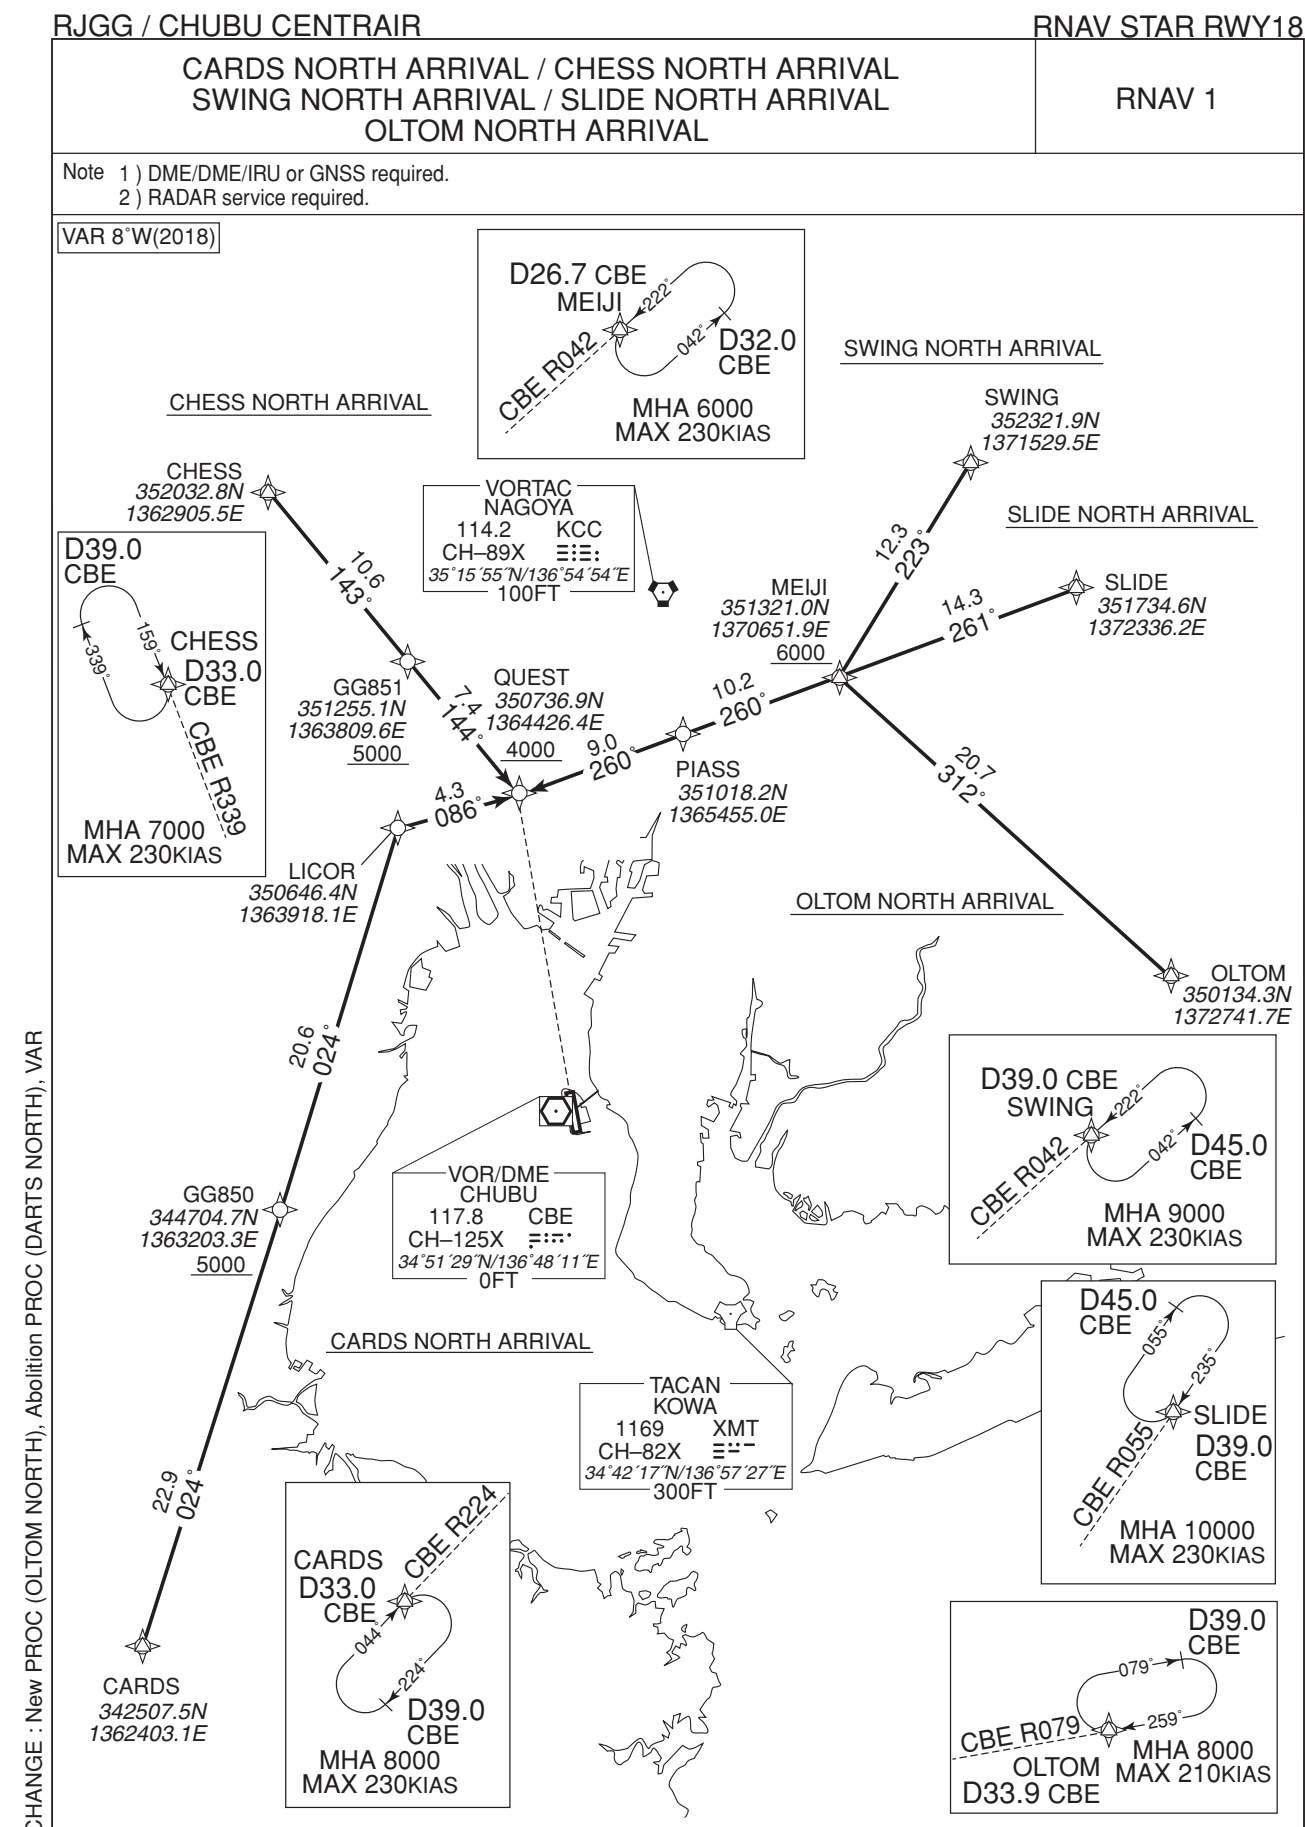 RJGG / CHUBU CENTRAIR
RNAV STAR RWY18
CARDS NORTH ARRIVAL / CHESS NORTH ARRIVAL
SWING NORTH ARRIVAL / SLIDE NORTH ARRIVAL
OLTOM NORTH ARRIVAL
RNAV 1
Note 1 ) DME/DME/IRU or GNSS required.
2 ) RADAR service required.
VAR 8°W(2018)
D26.7 CBE
MEIJI
222°
042°
D32.0
CBE
CBE R042
MHA 6000
MAX 230KIAS
SWING NORTH ARRIVAL
SWING
352321.9N
1371529.5E
CHESS NORTH ARRIVAL
CHESS
352032.8N
1362905.5E
VORTAC
NAGOYA
114.2 KCC
CH–89X
35°15´55˝N/136°54´54˝E
100FT
SLIDE NORTH ARRIVAL
12.3
223°
SLIDE
351734.6N
1372336.2E
14.3
261°
MEIJI
351321.0N
1370651.9E
6000
10.6
143°
D39.0
CBE
159°
339°
CHESS
D33.0
CBE
CBE R339
MHA 7000
MAX 230KIAS
GG851
351255.1N
1363809.6E
5000
7.4
144°
QUEST
350736.9N
1364426.4E
4000
10.2
260°
9.0
260°
PIASS
351018.2N
1365455.0E
20.7
312°
4.3
086°
LICOR
350646.4N
1363918.1E
OLTOM NORTH ARRIVAL
OLTOM
350134.3N
1372741.7E
20.6
024°
D39.0 CBE
SWING
222°
042°
D45.0
CBE
CBE R042
MHA 9000
MAX 230KIAS
VOR/DME
CHUBU
117.8 CBE
CH–125X
34°51´29˝N/136°48´11˝E
0FT
GG850
344704.7N
1363203.3E
5000
CARDS NORTH ARRIVAL
D45.0
CBE
055°
235°
SLIDE
D39.0
CBE
CBE R055
MHA 10000
MAX 230KIAS
TACAN
KOWA
1169 XMT
CH–82X
34°42´17˝N/136°57´27˝E
300FT
22.9
024°
CBE R224
CARDS
D33.0
CBE
044°
224°
D39.0
CBE
MHA 8000
MAX 230KIAS
CARDS
342507.5N
1362403.1E
D39.0
CBE
079°
259°
CBE R079
OLTOM
D33.9 CBE
MHA 8000
MAX 210KIAS
CHANGE : New PROC (OLTOM NORTH), Abolition PROC (DARTS NORTH), VAR